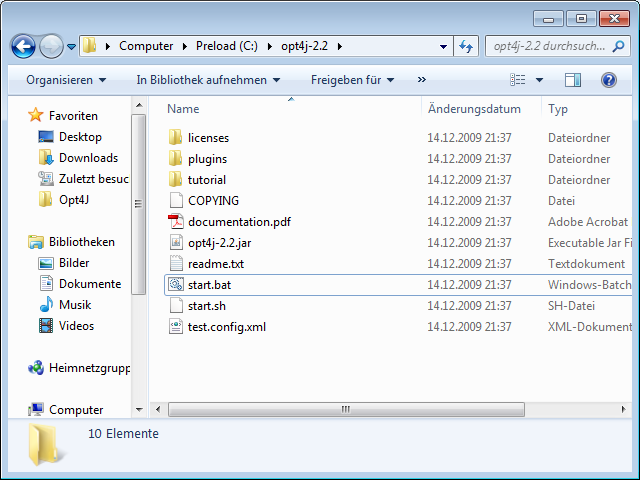 Computer Preload (C:) opt4j-2.2 opt4j-2.2 durchsuch...
Organisieren In Bibliothek aufnehmen Freigeben für »
Favoriten
Desktop
Downloads
Zuletzt besuc
Opt4J
Bibliotheken
Bilder
Dokumente
Musik
Videos
Heimnetzgrupp
Computer
Name Änderungsdatum Typ
licenses 14.12.2009 21:37 Dateiordner
plugins 14.12.2009 21:37 Dateiordner
tutorial 14.12.2009 21:37 Dateiordner
COPYING 14.12.2009 21:37 Datei
documentation.pdf 14.12.2009 21:37 Adobe Acrobat
opt4j-2.2.jar 14.12.2009 21:37 Executable Jar Fi
readme.txt 14.12.2009 21:37 Textdokument
start.bat 14.12.2009 21:37 Windows-Batch
start.sh 14.12.2009 21:37 SH-Datei
test.config.xml 14.12.2009 21:37 XML-Dokument
10 Elemente